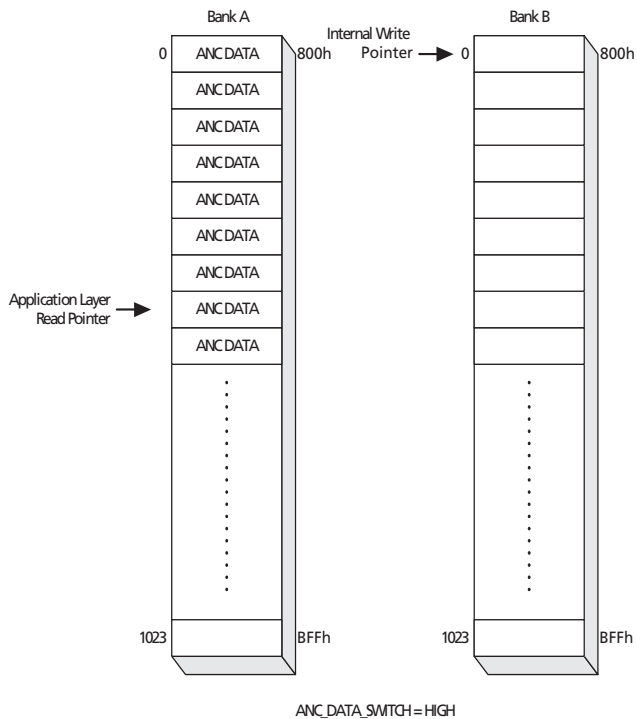 Bank A
Bank B
Internal Write
Pointer
0
ANC DATA
800h
0
800h
ANC DATA
ANC DATA
ANC DATA
ANC DATA
ANC DATA
ANC DATA
Application Layer
Read Pointer
ANC DATA
ANC DATA
1023
BFFh
1023
BFFh
ANC_DATA_SWITCH = HIGH